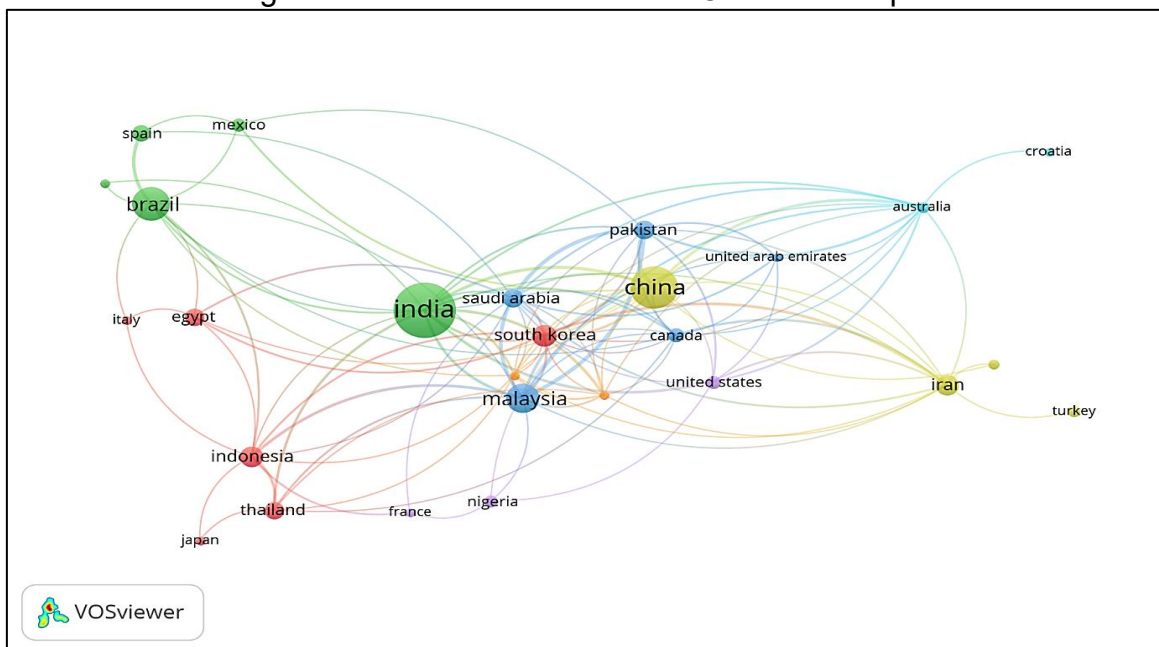 spain
mexico
croatia
brazil
australia
pakistan
united arab emirates
china
saudi arabia
india
italy
egypt
south korea
canada
united states
iran
malaysia
turkey
indonesia
nigeria
thailand
france
japan
VOSviewer